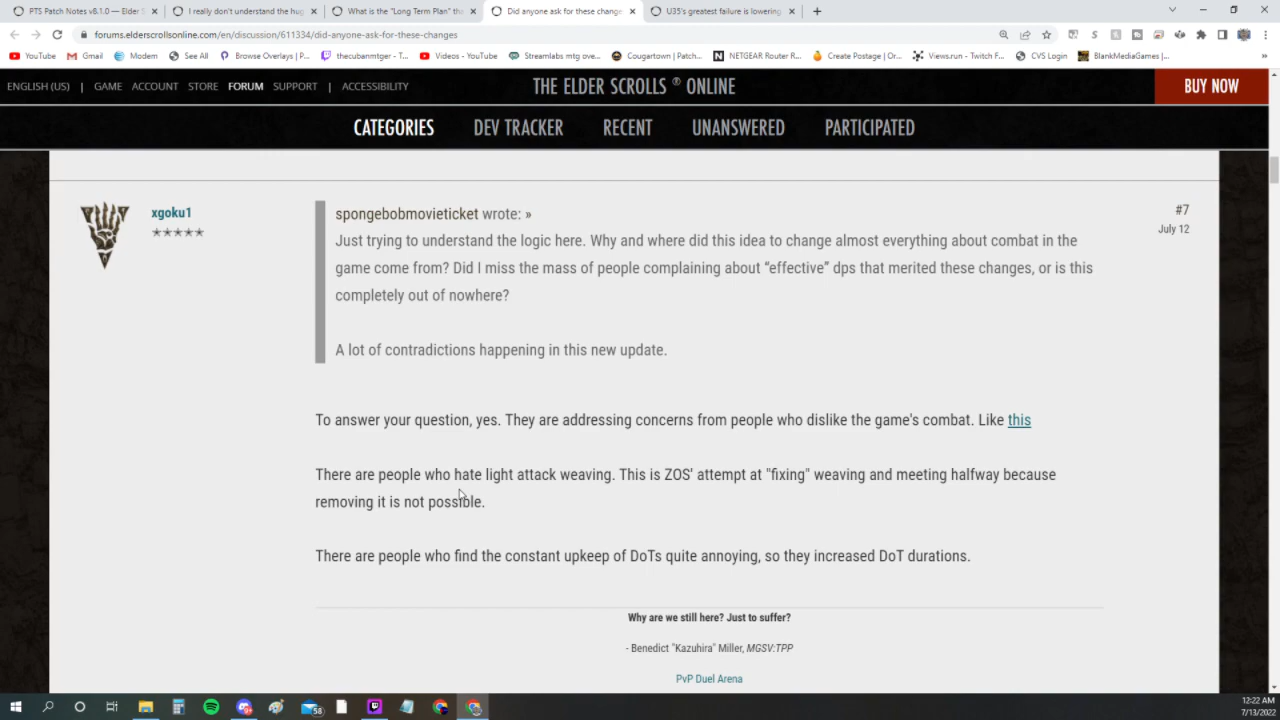 PTS Patch Notes v8.1.0 — Elder S
I really don't understand the hug
What is the "Long Term Plan" tha
Did anyone ask for these change
U35's greatest failure is lowering
forums.elderscrollsonline.com/en/discussion/611334/did-anyone-ask-for-these-changes
YouTube
Gmail
Modem
See All
Browse Overlays | P...
thecubanmtger - T...
Videos - YouTube
Streamlabs mtg ove...
Cougartown | Patch...
NETGEAR Router R...
Create Postage | Or...
Views.run - Twitch F...
CVS Login
BlankMediaGames |...
»
ENGLISH (US) | GAME ACCOUNT STORE FORUM SUPPORT | ACCESSIBILITY
THE ELDER SCROLLS ® ONLINE
BUY NOW
CATEGORIES DEV TRACKER RECENT UNANSWERED PARTICIPATED
xgoku1
#7
July 12
spongebobmovieticket wrote: »
Just trying to understand the logic here. Why and where did this idea to change almost everything about combat in the
game come from? Did I miss the mass of people complaining about “effective” dps that merited these changes, or is this
completely out of nowhere?
A lot of contradictions happening in this new update.
To answer your question, yes. They are addressing concerns from people who dislike the game's combat. Like this
There are people who hate light attack weaving. This is ZOS' attempt at "fixing" weaving and meeting halfway because
removing it is not possible.
There are people who find the constant upkeep of DoTs quite annoying, so they increased DoT durations.
Why are we still here? Just to suffer?
- Benedict "Kazuhira" Miller, MGSV:TPP
PvP Duel Arena
58
12:22 AM
7/13/2022